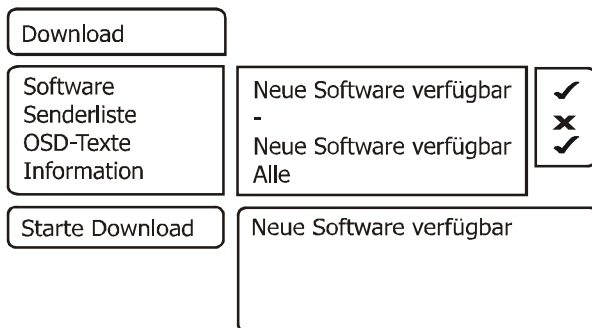 Download
Software Neue Software verfügbar ✓
Senderliste - ✗
OSD-Texte Neue Software verfügbar ✓
Information Alle
Starte Download Neue Software verfügbar